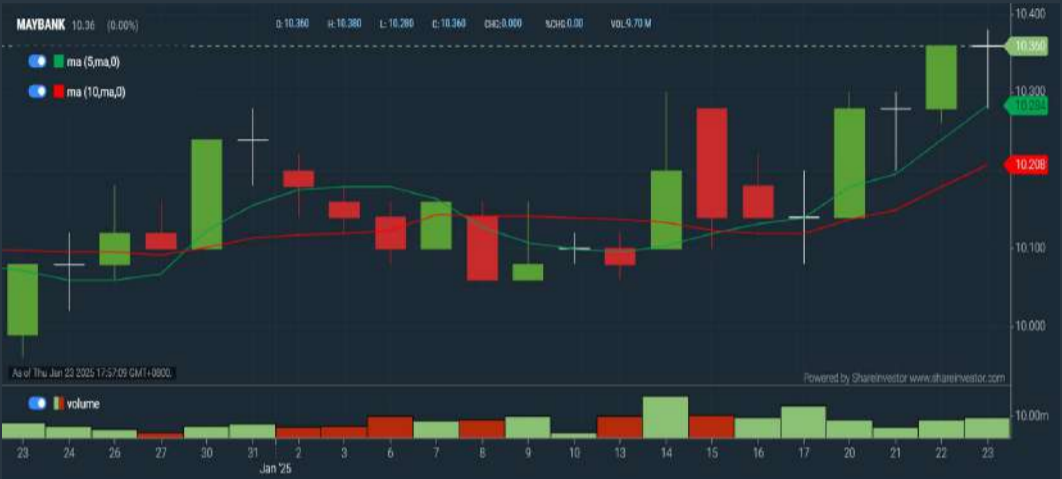 MAYBANK 10.36 (0.00%) O: 10.360 H: 10.380 L: 10.280 C: 10.360 CHG:0.000 %CHG:0.00 VOL:9.70 M
ma (5,ma,0)
ma (10,ma,0)
10.400
10.360
10.300
10.284
10.208
10.100
10.000
As of Thu Jan 23 2025 17:57:09 GMT+0800.
Powered by ShareInvestor www.shareinvestor.com
volume
10.00m
23 24 26 27 30 31 2 3 6 7 8 9 10 13 14 15 16 17 20 21 22 23
Jan '25